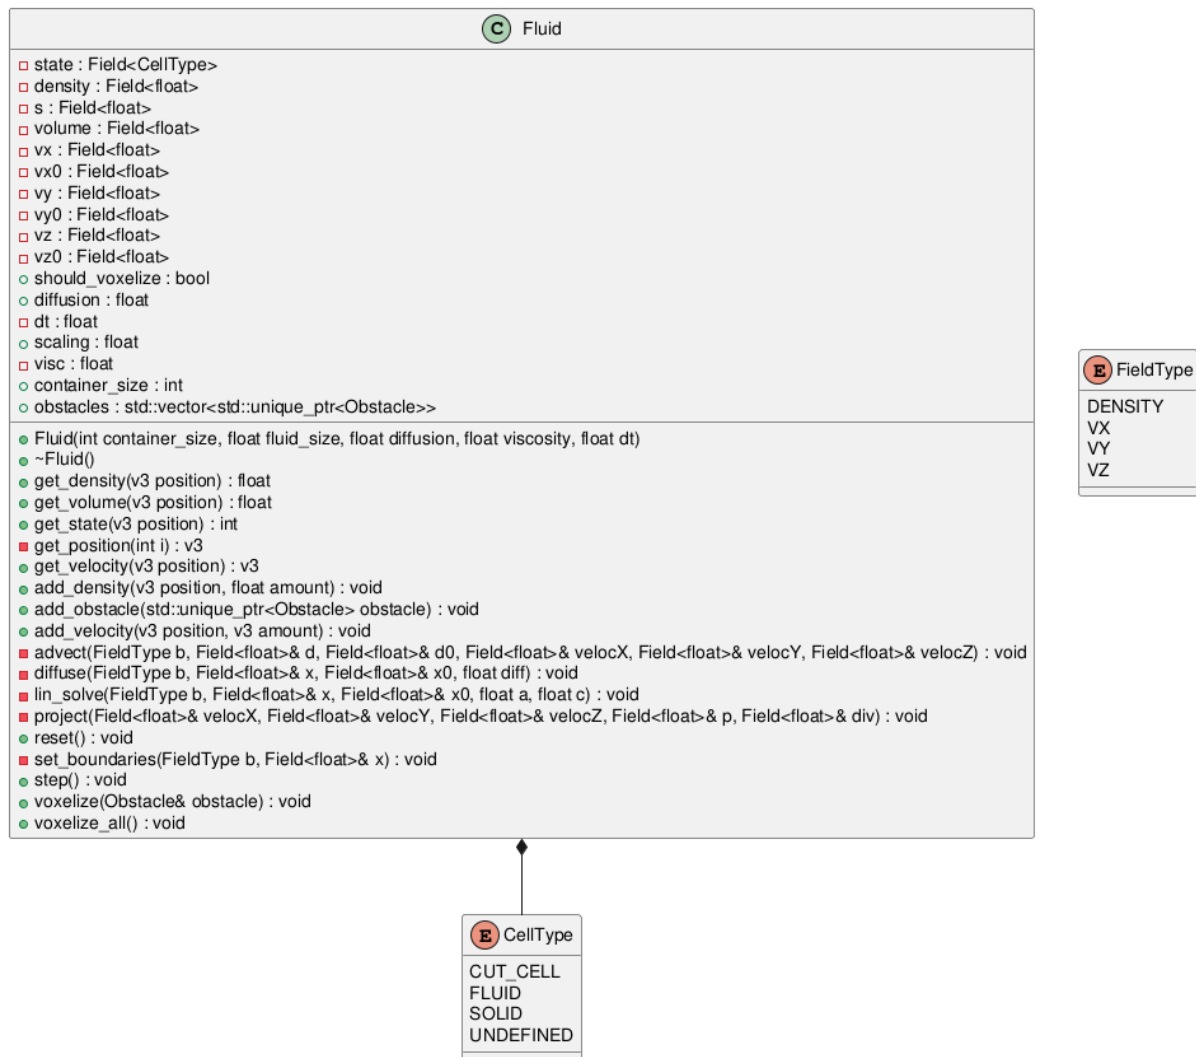 C Fluid
state : Field<CellType>
density : Field<float>
s : Field<float>
volume : Field<float>
vx : Field<float>
vx0 : Field<float>
vy : Field<float>
vy0 : Field<float>
vz : Field<float>
vz0 : Field<float>
should_voxelize : bool
diffusion : float
dt : float
scaling : float
visc : float
container_size : int
obstacles : std::vector<std::unique_ptr<Obstacle>>
Fluid(int container_size, float fluid_size, float diffusion, float viscosity, float dt)
~Fluid()
get_density(v3 position) : float
get_volume(v3 position) : float
get_state(v3 position) : int
get_position(int i) : v3
get_velocity(v3 position) : v3
add_density(v3 position, float amount) : void
add_obstacle(std::unique_ptr<Obstacle> obstacle) : void
add_velocity(v3 position, v3 amount) : void
advect(FieldType b, Field<float>& d, Field<float>& d0, Field<float>& velocX, Field<float>& velocY, Field<float>& velocZ) : void
diffuse(FieldType b, Field<float>& x, Field<float>& x0, float diff) : void
lin_solve(FieldType b, Field<float>& x, Field<float>& x0, float a, float c) : void
project(Field<float>& velocX, Field<float>& velocY, Field<float>& velocZ, Field<float>& p, Field<float>& div) : void
reset() : void
set_boundaries(FieldType b, Field<float>& x) : void
step() : void
voxelize(Obstacle& obstacle) : void
voxelize_all() : void
E FieldType
DENSITY
VX
VY
VZ
E CellType
CUT_CELL
FLUID
SOLID
UNDEFINED